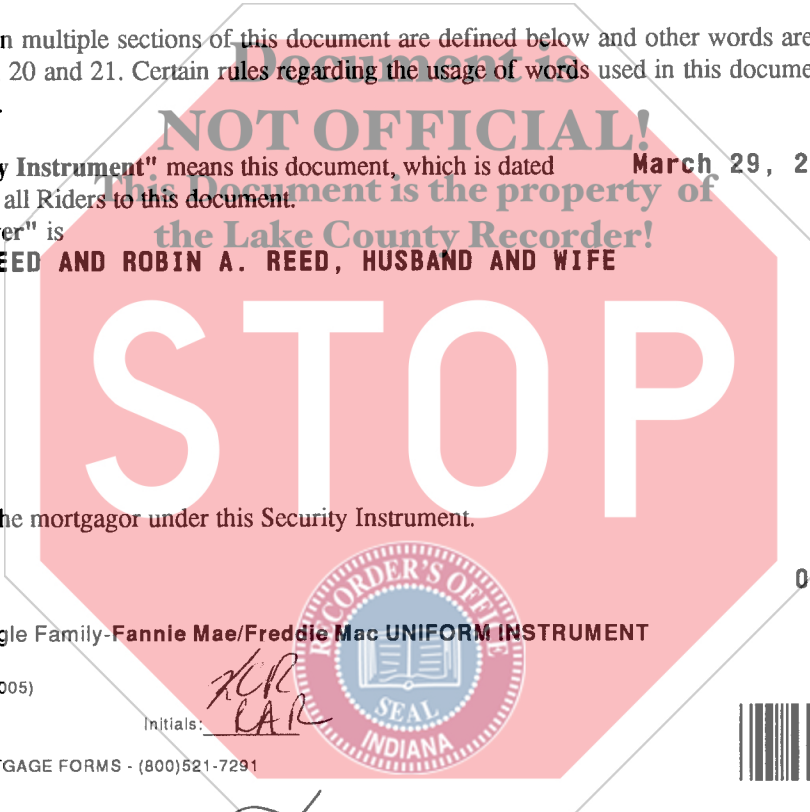 n multiple sections of this document are defined below and other words are
Document is
20 and 21. Certain rules regarding the usage of words used in this docume
NOT OFFICIAL!
y Instrument" means this document, which is dated March 29, 2
This Document is the property of
all Riders to this document.
er" is
the Lake County Recorder!
EED AND ROBIN A. REED, HUSBAND AND WIFE
STOP
he mortgagor under this Security Instrument.
0
RECORDER'S OFFICE
gle Family-Fannie Mae/Freddie Mac UNIFORM INSTRUMENT
005)
KCR
Initials: RAR
SEAL
INDIANA
TGAGE FORMS - (800)521-7291